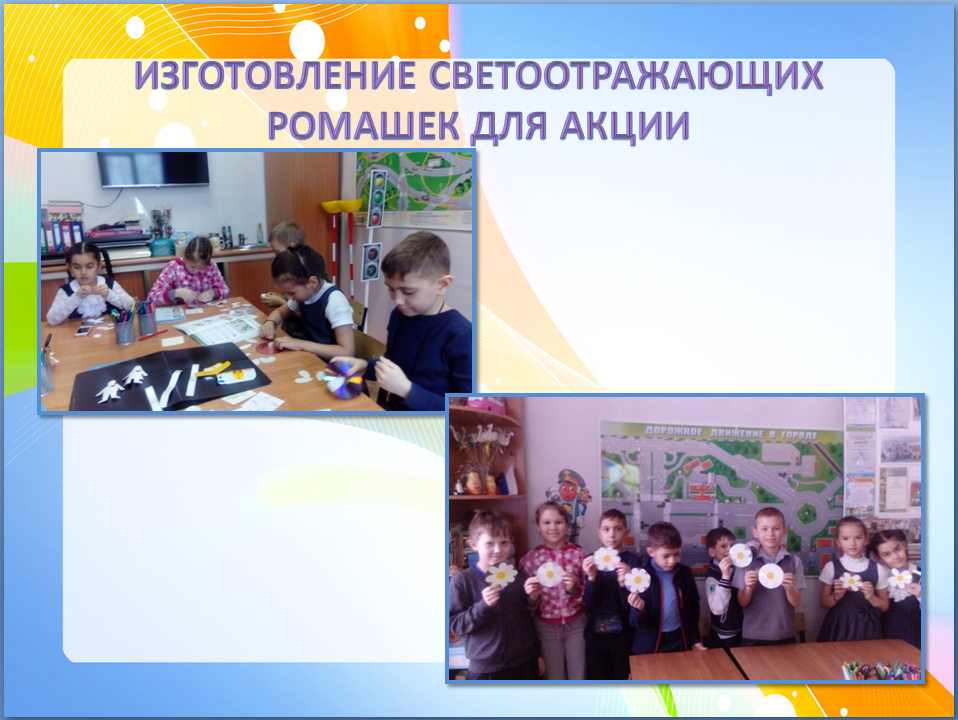 ИЗГОТОВЛЕНИЕ СВЕТООТРАЖАЮЩИХ
РОМАШЕК ДЛЯ АКЦИИ
ДОРОЖНОЕ ДВИЖЕНИЕ В ГОРОДЕ